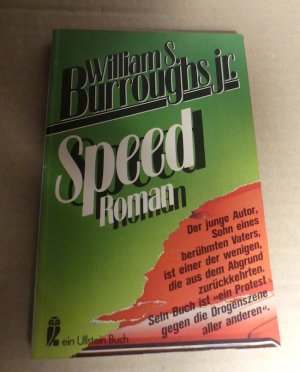 William S.
Burroughs jr.
Speed
Roman
Der junge Autor,
Sohn eines
berühmten Vaters,
ist einer der wenigen,
die aus dem Abgrund
zurückkehrten.
Sein Buch ist »ein Protest
gegen die Drogenszene
aller anderen«.
ein Ullstein Buch